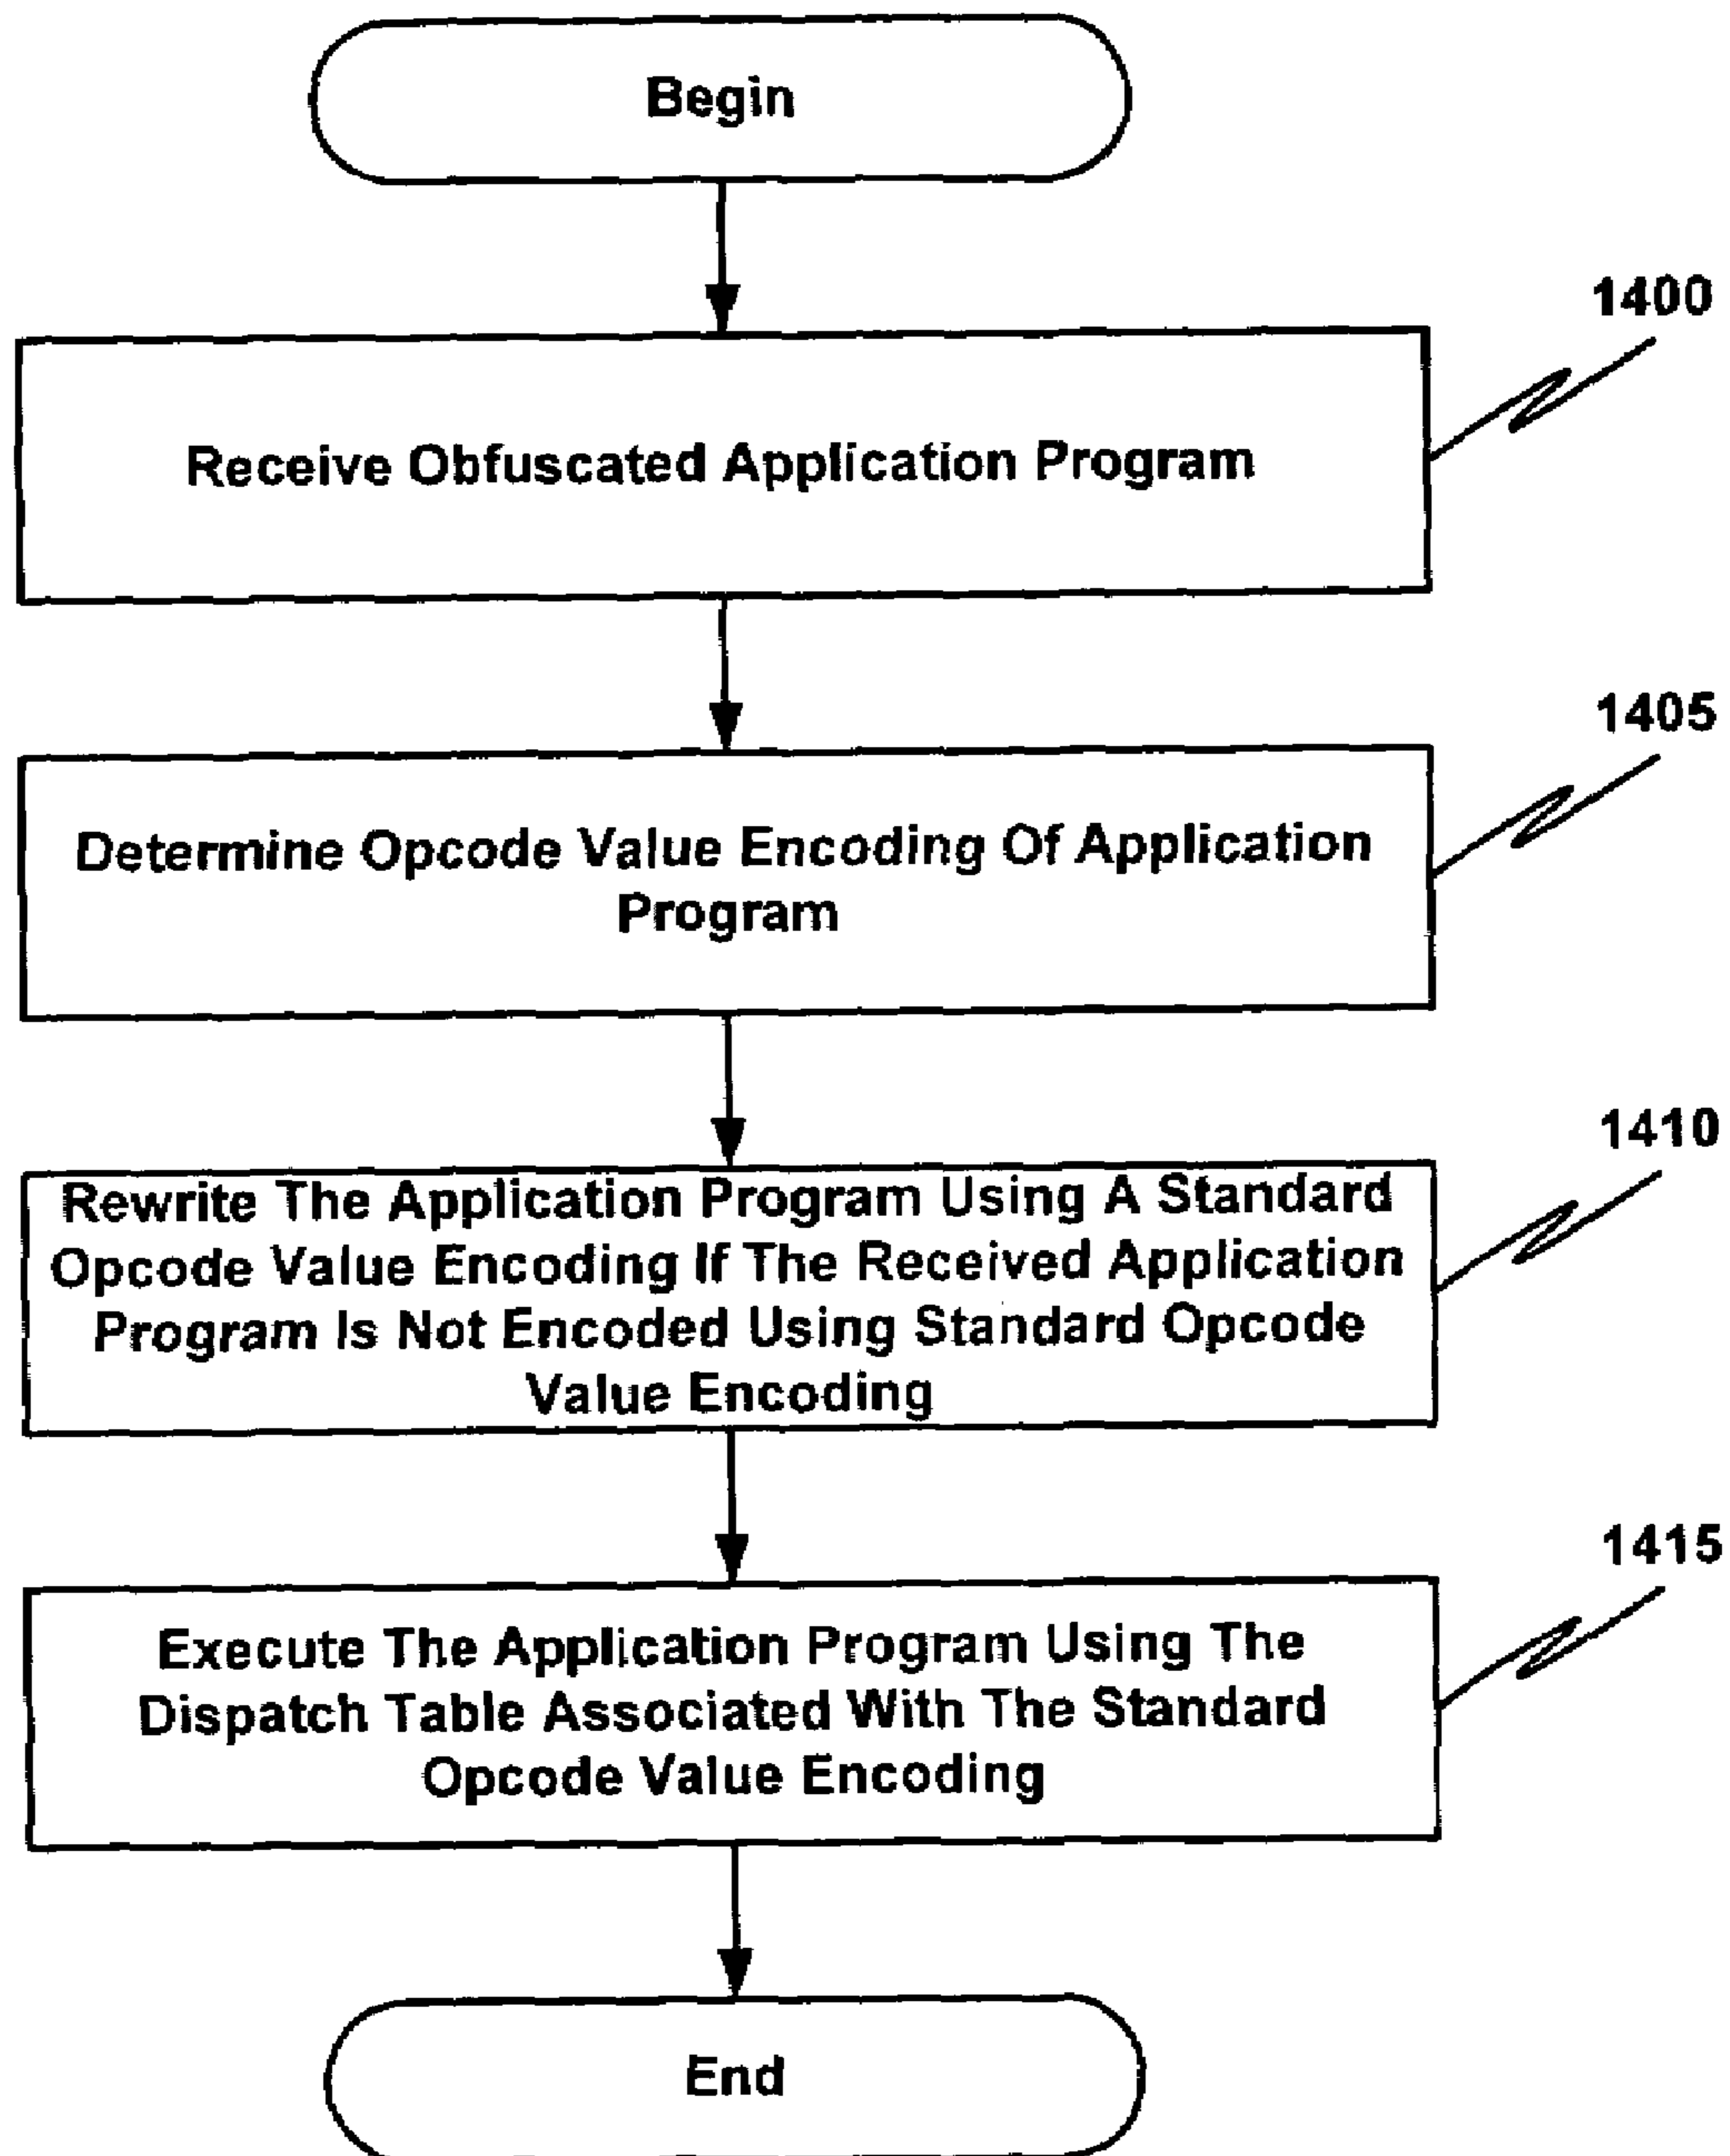 Begin
1400
Receive Obfuscated Application Program
1405
Determine Opcode Value Encoding Of Application
Program
1410
Rewrite The Application Program Using A Standard
Opcode Value Encoding If The Received Application
Program Is Not Encoded Using Standard Opcode
Value Encoding
1415
Execute The Application Program Using The
Dispatch Table Associated With The Standard
Opcode Value Encoding
End